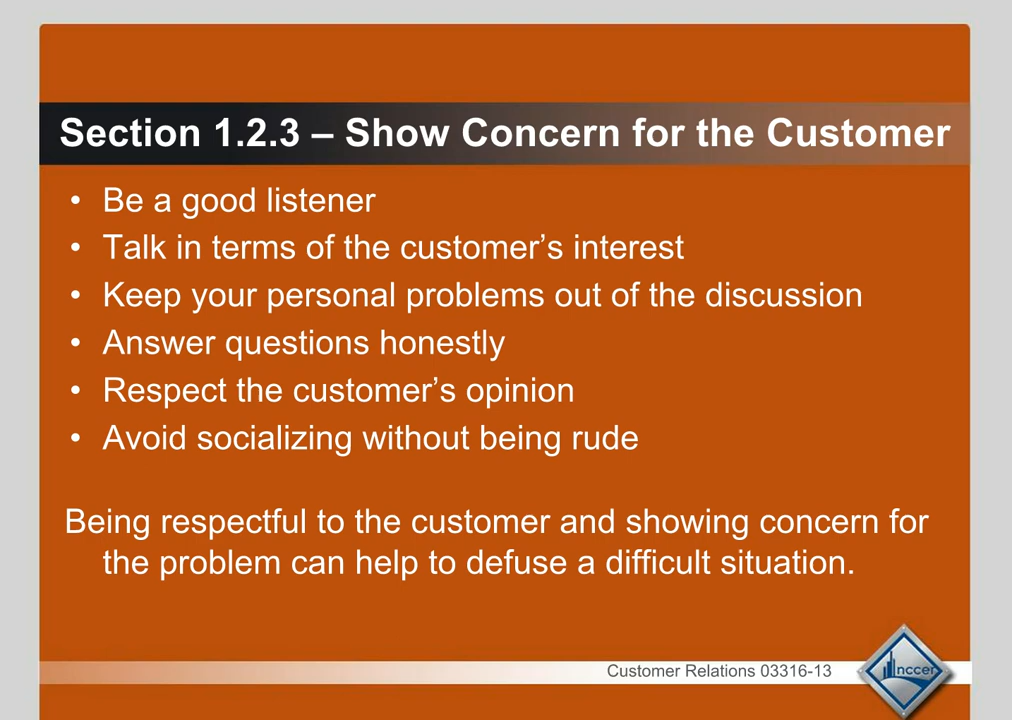 Section 1.2.3 – Show Concern for the Customer
• Be a good listener
• Talk in terms of the customer’s interest
• Keep your personal problems out of the discussion
• Answer questions honestly
• Respect the customer’s opinion
• Avoid socializing without being rude
Being respectful to the customer and showing concern for
the problem can help to defuse a difficult situation.
Customer Relations 03316-13
nccer